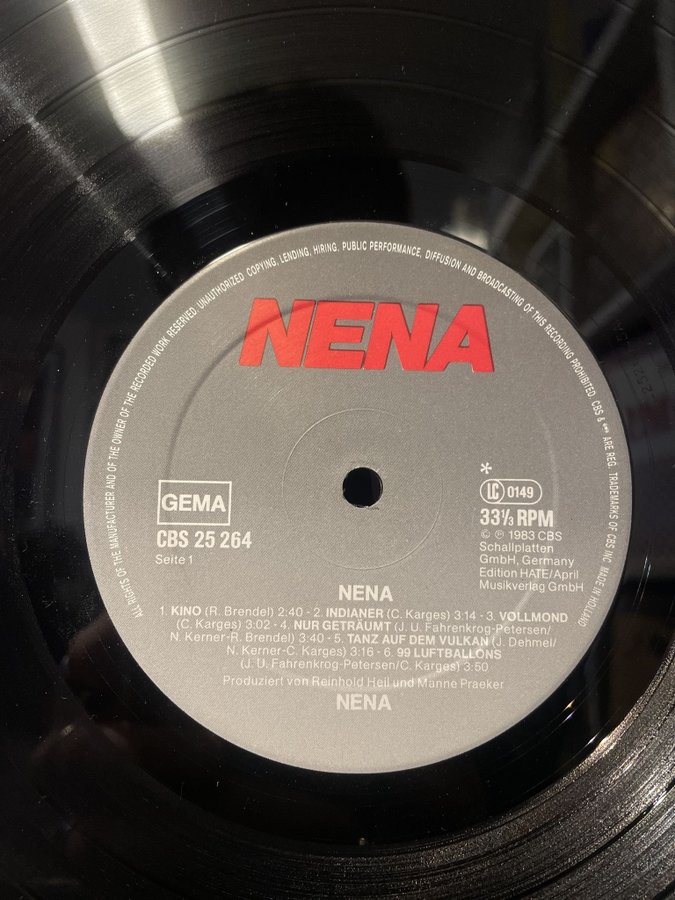 ALL RIGHTS OF THE MANUFACTURER AND OF THE OWNER OF THE RECORDED WORK RESERVED. UNAUTHORIZED COPYING, LENDING, HIRING, PUBLIC PERFORMANCE, DIFFUSION AND BROADCASTING OF THIS RECORDING PROHIBITED. CBS & ARE REG. TRADEMARKS OF CBS INC MADE IN HOLLAND
NENA
GEMA
CBS 25 264
Seite 1
*
LC 0149
33⅓ RPM
© ℗ 1983 CBS
Schallplatten
GmbH, Germany
Edition HATE/April
Musikverlag GmbH
NENA
1. KINO (R. Brendel) 2:40 - 2. INDIANER (C. Karges) 3:14 - 3. VOLLMOND
(C. Karges) 3:02 - 4. NUR GETRÄUMT (J. U. Fahrenkrog-Petersen/
N. Kerner-R. Brendel) 3:40 - 5. TANZ AUF DEM VULKAN (J. Dehmel/
N. Kerner-C. Karges) 3:16 - 6. 99 LUFTBALLONS
(J. U. Fahrenkrog-Petersen/C. Karges) 3:50
Produziert von Reinhold Heil und Manne Praeker
NENA